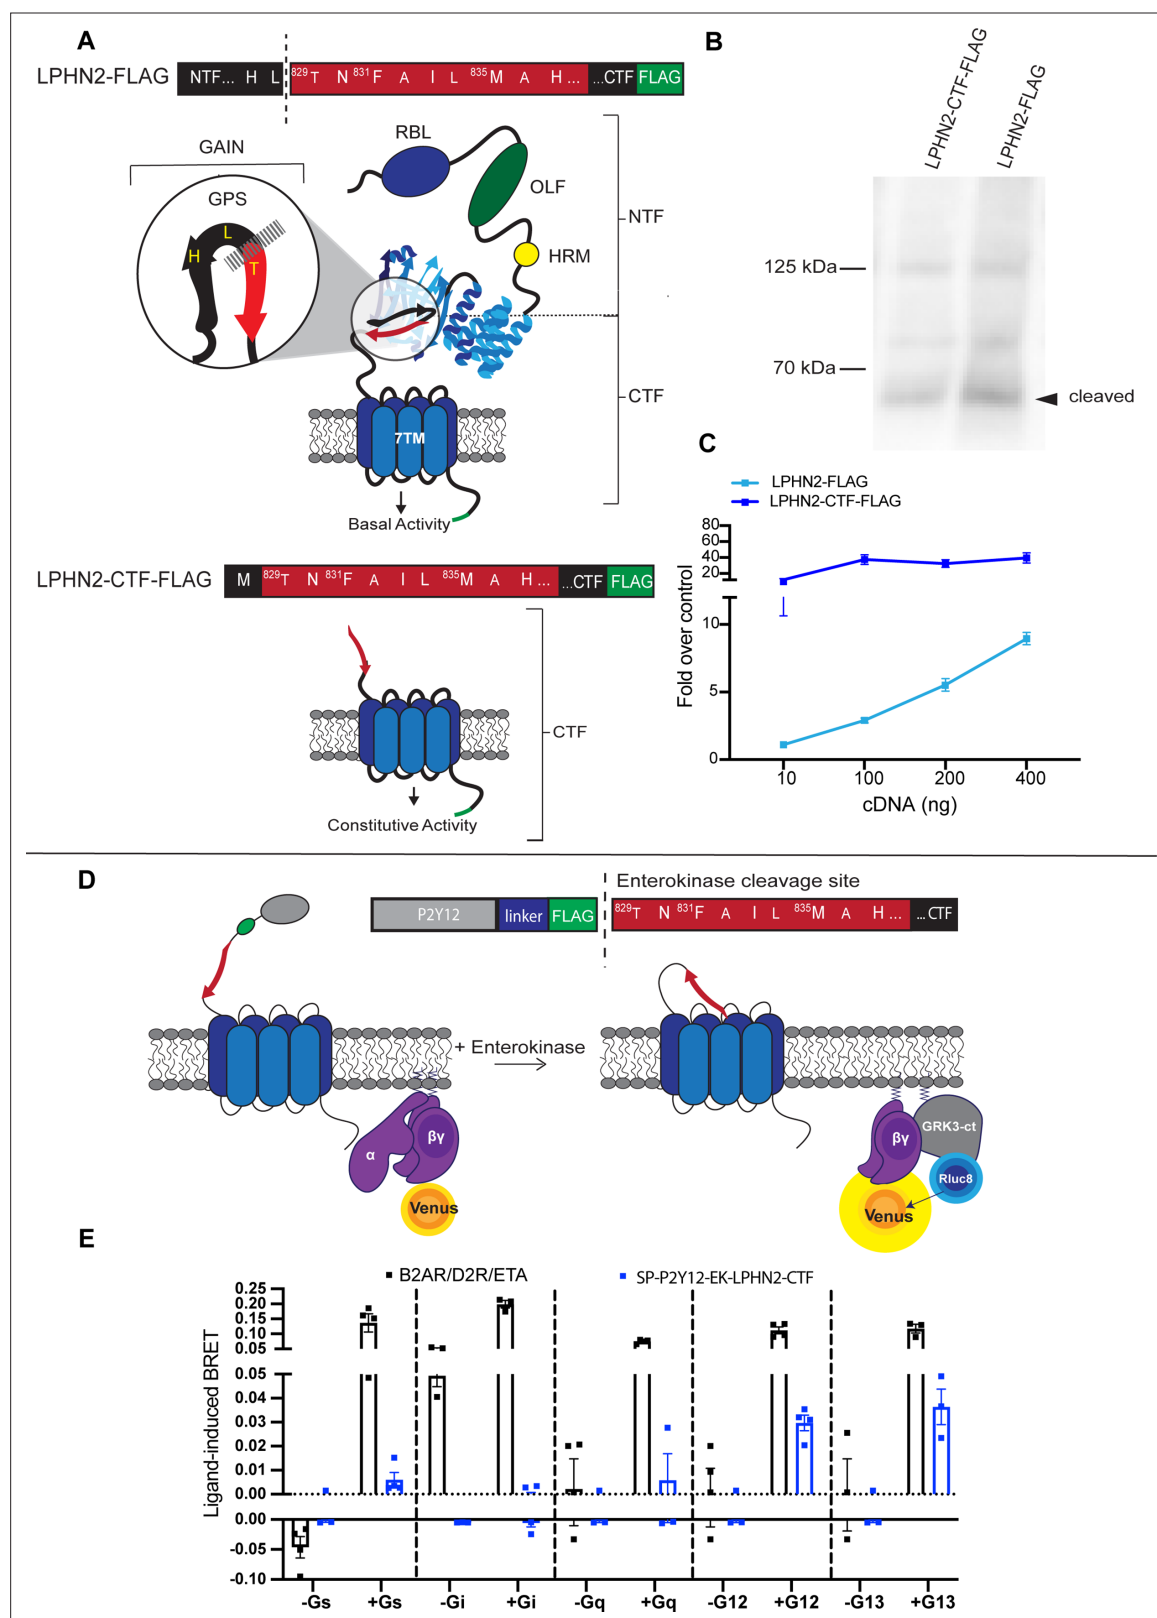 A
LPHN2-FLAG
NTF... H L 829T N 831F A I L 835M A H... ...CTF FLAG
GAIN
GPS
H L T
RBL
OLF
HRM
NTF
CTF
7TM
Basal Activity
LPHN2-CTF-FLAG
M 829T N 831F A I L 835M A H... ...CTF FLAG
CTF
Constitutive Activity
B
LPHN2-CTF-FLAG
LPHN2-FLAG
125 kDa
70 kDa
cleaved
C
LPHN2-FLAG
LPHN2-CTF-FLAG
Fold over control
80
60
40
20
10
5
0
10 100 200 400
cDNA (ng)
D
P2Y12 linker FLAG
Enterokinase cleavage site
829T N 831F A I L 835M A H... ...CTF
+ Enterokinase
α
βγ
Venus
βγ
GRK3-ct
Rluc8
Venus
E
B2AR/D2R/ETA
SP-P2Y12-EK-LPHN2-CTF
Ligand-induced BRET
0.25
0.20
0.15
0.10
0.05
0.05
0.04
0.03
0.02
0.01
0.00
0.00
-0.05
-0.10
-Gs +Gs -Gi +Gi -Gq +Gq -G12 +G12 -G13 +G13